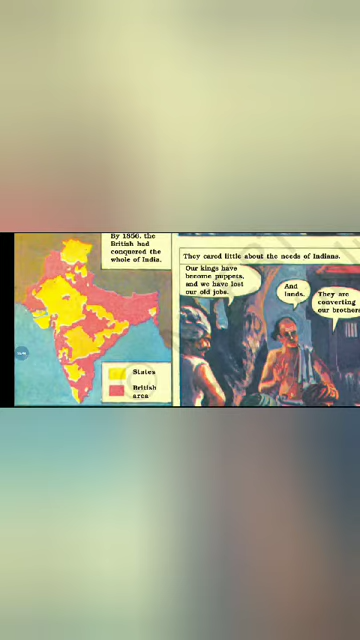 By 1856, the
British had
conquered the
whole of India.
States
British
area
They cared little about the needs of Indians.
Our kings have
become puppets,
and we have lost
our old jobs.
And
lands.
They are
converting
our brothers